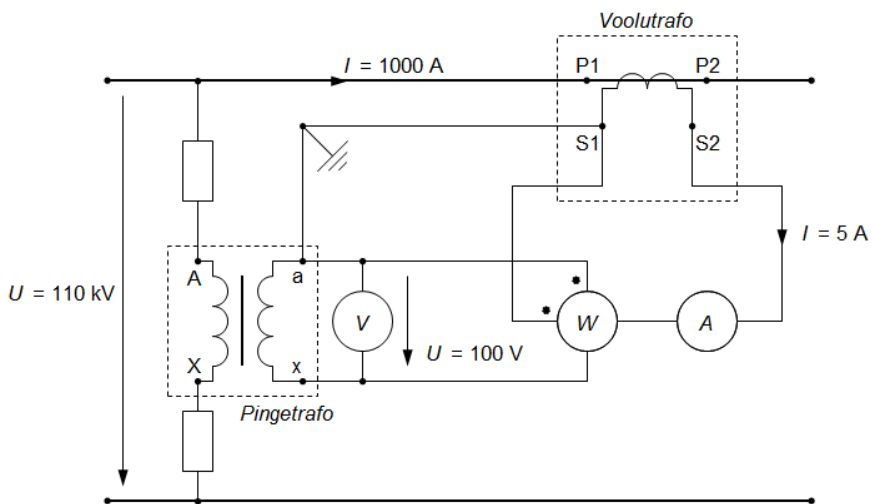 Voolutrafo
I = 1000 A
P1
P2
S1
S2
I = 5 A
A
a
U = 110 kV
V
W
A
U = 100 V
X
x
Pingetrafo